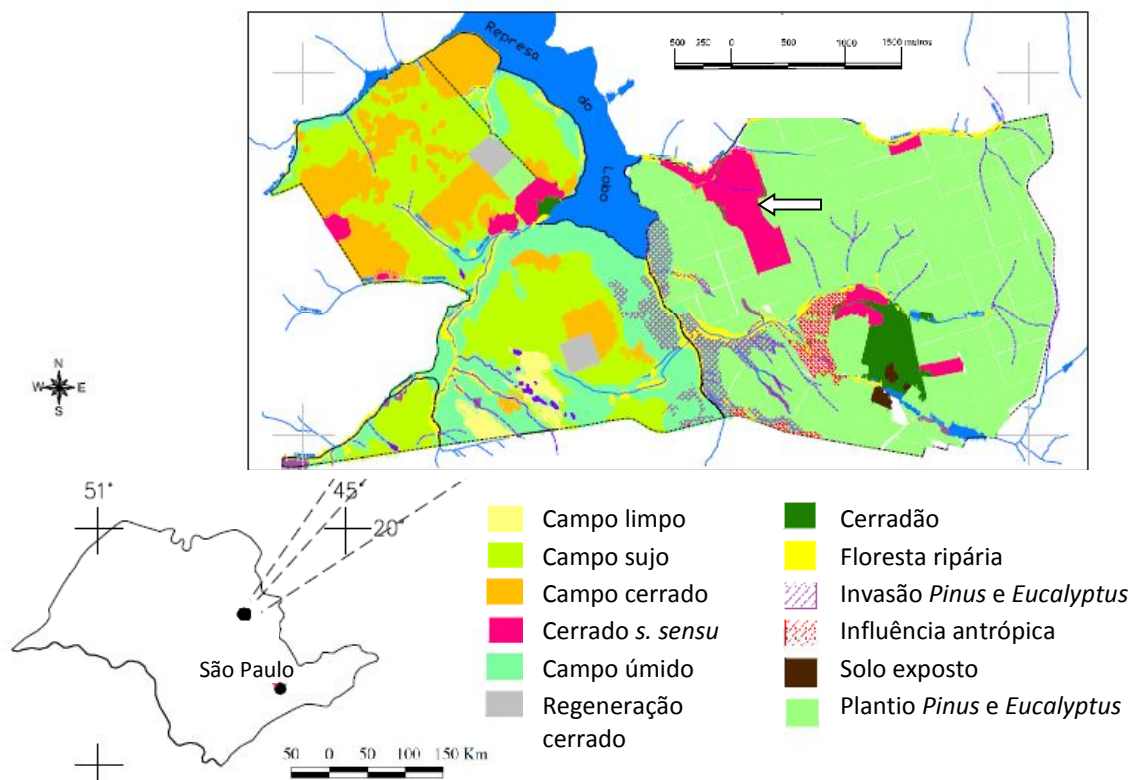 Represa
do
Lobo
500 250 0 500 1000 1500 metros
N
W E
S
51°
45°
20°
São Paulo
50 0 50 100 150 Km
Campo limpo
Campo sujo
Campo cerrado
Cerrado s. sensu
Campo úmido
Regeneração
cerrado
Cerradão
Floresta ripária
Invasão Pinus e Eucalyptus
Influência antrópica
Solo exposto
Plantio Pinus e Eucalyptus